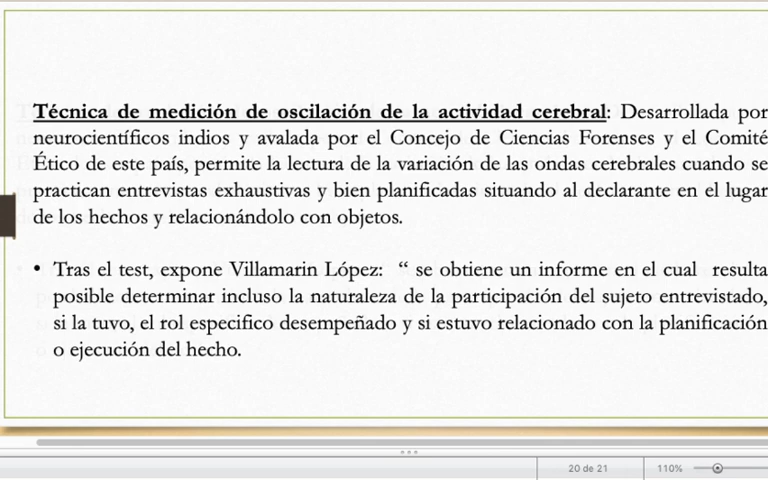 Técnica de medición de oscilación de la actividad cerebral: Desarrollada por
neurocientíficos indios y avalada por el Concejo de Ciencias Forenses y el Comité
Ético de este país, permite la lectura de la variación de las ondas cerebrales cuando se
practican entrevistas exhaustivas y bien planificadas situando al declarante en el lugar
de los hechos y relacionándolo con objetos.
• Tras el test, expone Villamarin López: “ se obtiene un informe en el cual resulta
posible determinar incluso la naturaleza de la participación del sujeto entrevistado,
si la tuvo, el rol especifico desempeñado y si estuvo relacionado con la planificación
o ejecución del hecho.
20 de 21 110%